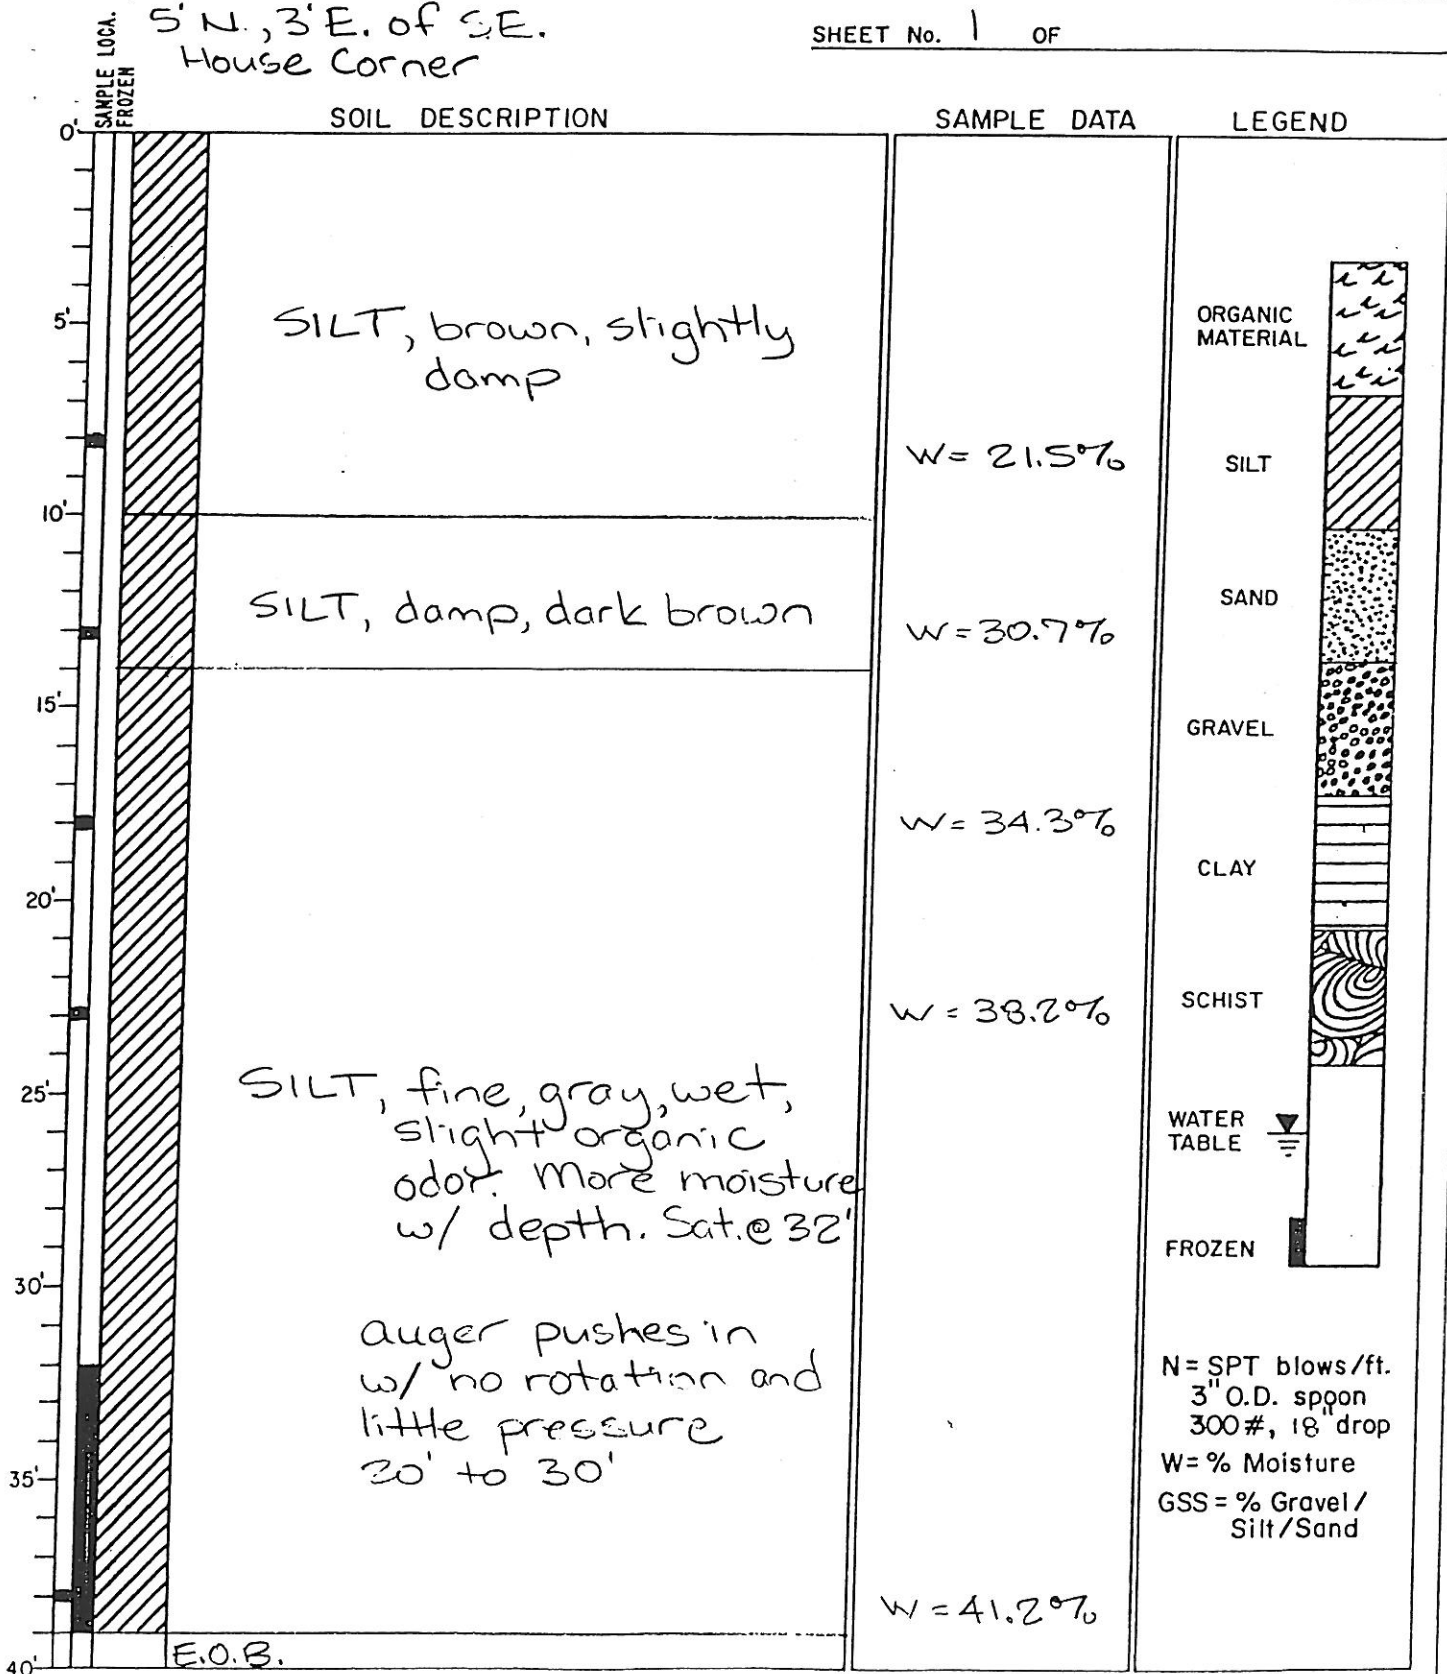 5' N., 3' E. of S.E.
House Corner
SHEET No. 1 OF
SAMPLE LOCA.
FROZEN
SOIL DESCRIPTION
SAMPLE DATA
LEGEND
0'
5'
10'
15'
20'
25'
30'
35'
40'
SILT, brown, slightly
damp
W= 21.5%
SILT, damp, dark brown
W=30.7%
W= 34.3%
W = 38.2%
SILT, fine, gray, wet,
slight organic
odor. More moisture
w/ depth. Sat.@ 32'
auger pushes in
w/ no rotation and
little pressure
20' to 30'
W = 41.2%
E.O.B.
ORGANIC
MATERIAL
SILT
SAND
GRAVEL
CLAY
SCHIST
WATER
TABLE
FROZEN
N = SPT blows/ft.
3" O.D. spoon
300#, 18" drop
W= % Moisture
GSS = % Gravel/
Silt/Sand